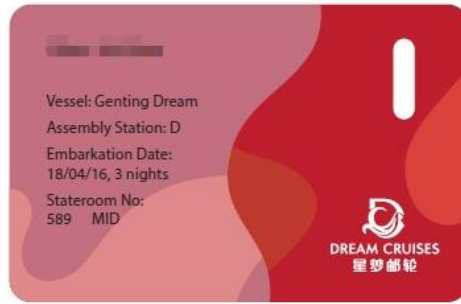 Vessel: Genting Dream
Assembly Station: D
Embarkation Date:
18/04/16, 3 nights
Stateroom No:
589 MID
DREAM CRUISES
星梦邮轮